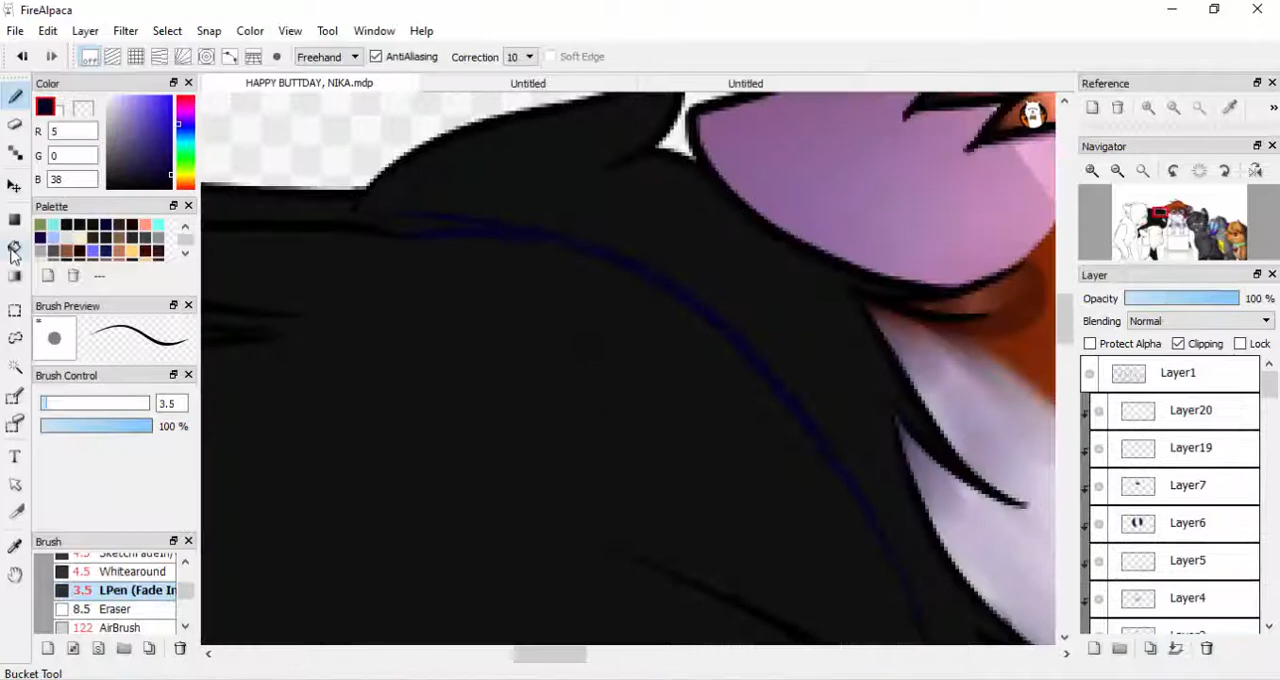 FireAlpaca
File Edit Layer Filter Select Snap Color View Tool Window Help
off Freehand AntiAliasing Correction 10 Soft Edge
Color HAPPY BUTTDAY, NIKA.mdp Untitled Untitled Reference
R 5
G 0
B 38
Navigator
Palette
---
Brush Preview
Brush Control
3.5
100 %
Layer
Opacity 100 %
Blending Normal
Protect Alpha Clipping Lock
Layer1
Layer20
Layer19
Layer7
Layer6
Layer5
Layer4
Brush
4.5 Whitearound
3.5 LPen (Fade In
8.5 Eraser
122 AirBrush
Bucket Tool